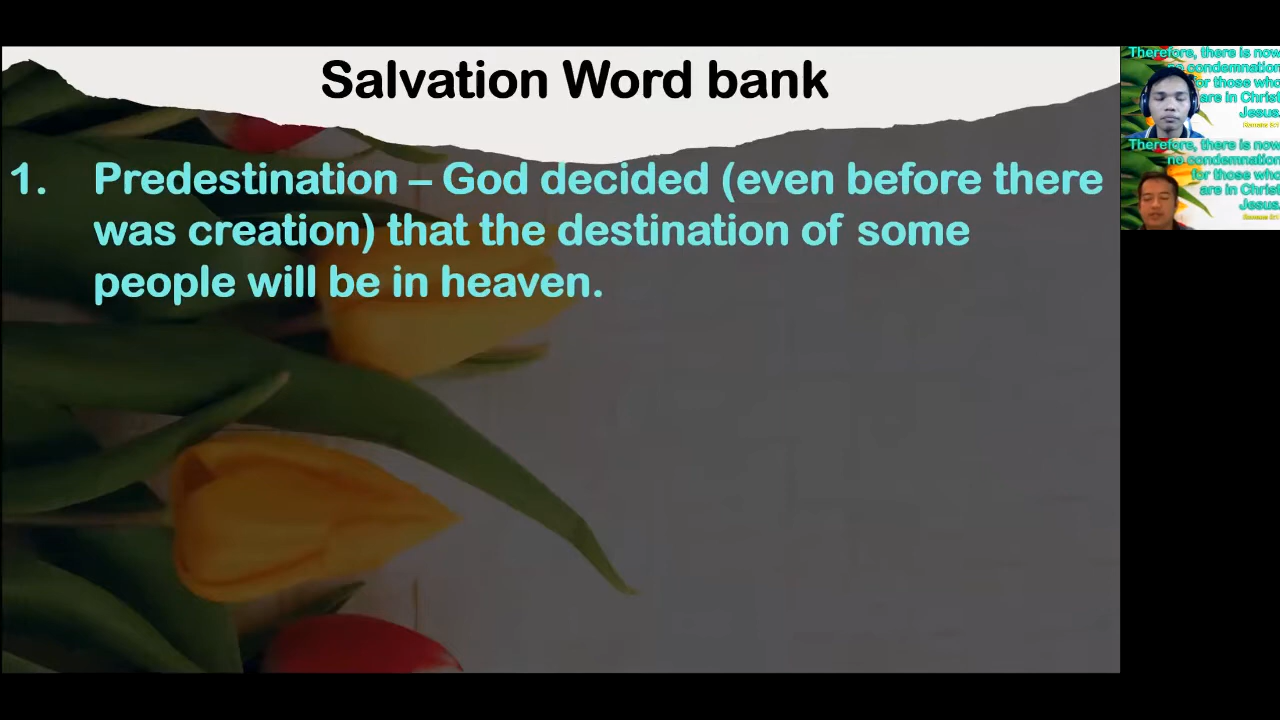 Salvation Word bank
1. Predestination – God decided (even before there
was creation) that the destination of some
people will be in heaven.
Therefore, there is now
no condemnation
for those who
are in Christ
Jesus.
Therefore, there is now
no condemnation
for those who
are in Christ
Jesus.